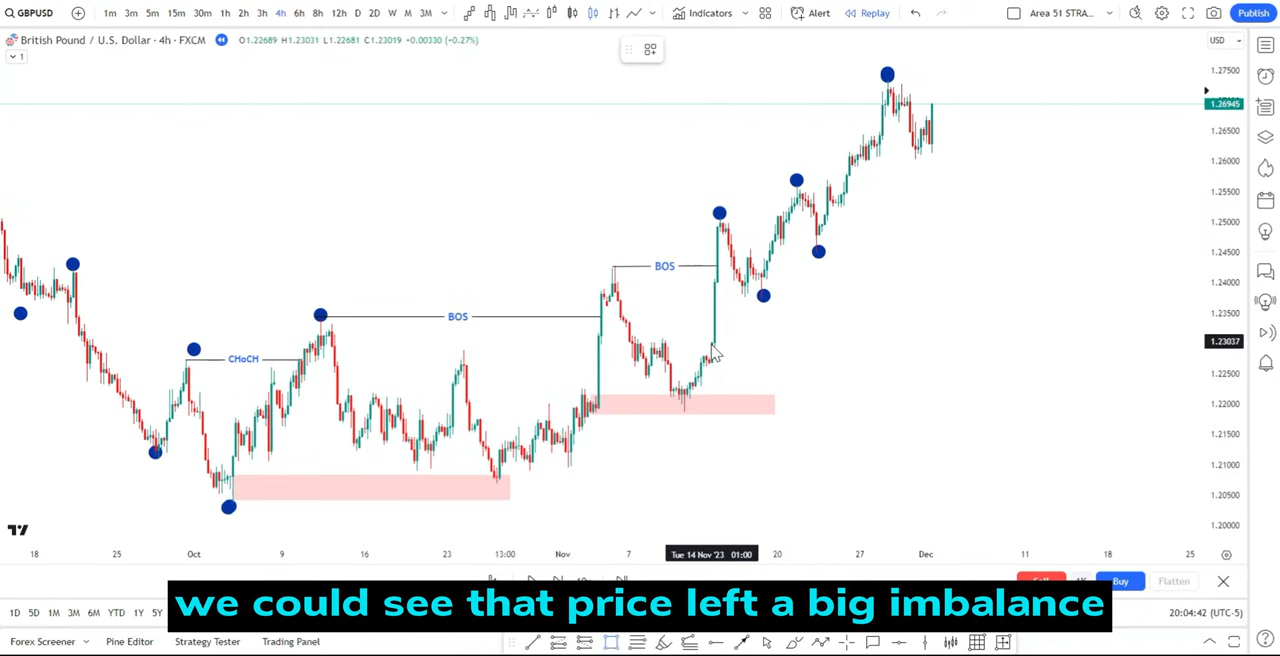 GBPUSD 1m 3m 5m 15m 30m 1h 2h 3h 4h 6h 8h 12h D 2D W M 3M Indicators Alert Replay Area 51 STRA... Publish
British Pound / U.S. Dollar · 4h · FXCM O1.22689 H1.23031 L1.22681 C1.23019 +0.00330 (+0.27%) USD
1
1.27500
1.26945
1.26500
1.26000
1.25500
1.25000
1.24500
BOS
1.24000
BOS
1.23500
1.23037
CHoCH
1.22500
1.22000
1.21500
1.21000
1.20500
1.20000
18 25 Oct 9 16 23 13:00 Nov 7 Tue 14 Nov '23 01:00 20 27 Dec 11 18 25
Buy Flatten
we could see that price left a big imbalance
1D 5D 1M 3M 6M YTD 1Y 5Y 20:04:42 (UTC-5)
Forex Screener Pine Editor Strategy Tester Trading Panel